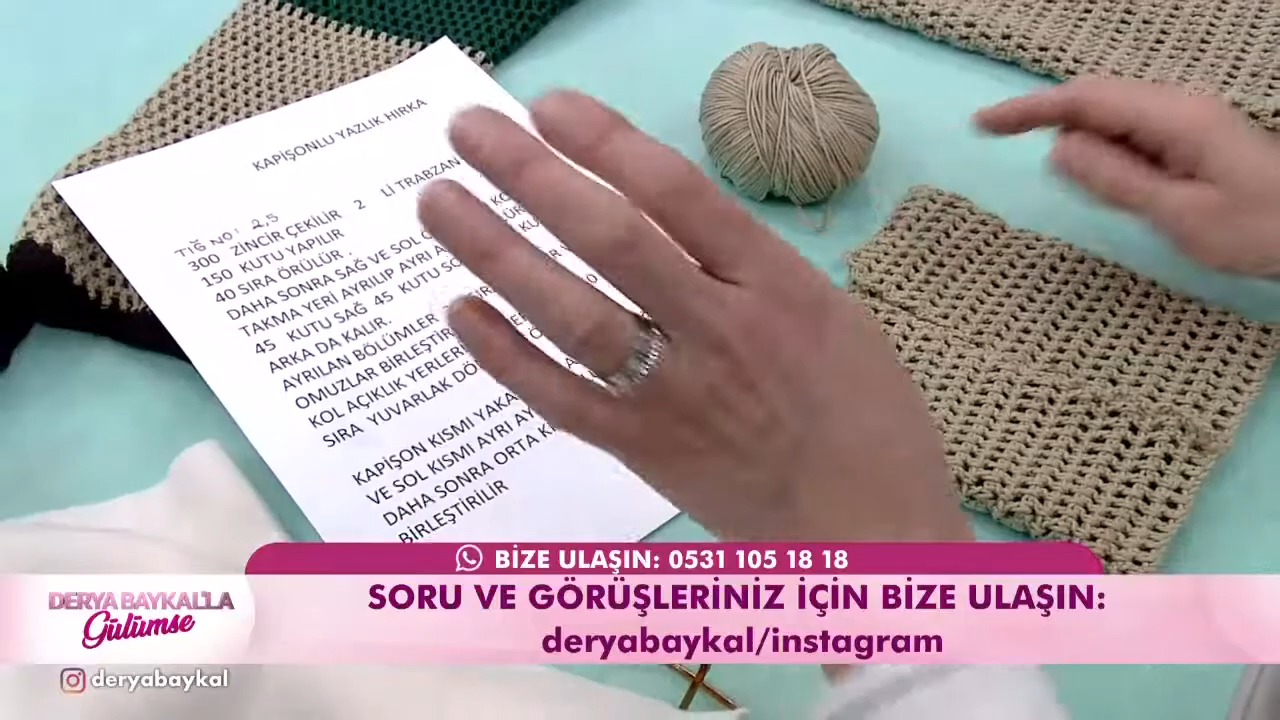 KAPİŞONLU YAZLIK HIRKA
TIĞ NO: 2,5
300 ZİNCİR ÇEKİLİR 2 Lİ TRABZAN
150 KUTU YAPILIR
40 SIRA ÖRÜLÜR.
DAHA SONRA SAĞ VE SOL
TAKMA YERİ AYRILIP AYRI
45 KUTU SAĞ 45 KUTU
ARKA DA KALIR.
AYRILAN BÖLÜMLER
OMUZLAR
KOL AÇIKLIK
SIRA YUVARLAK
KAPİŞON KISMI
VE SOL KISMI AYRI
DAHA SONRA ORTA
BİRLEŞTİRİLİR
BİZE ULAŞIN: 0531 105 18 18
SORU VE GÖRÜŞLERİNİZ İÇİN BİZE ULAŞIN:
deryabaykal/instagram
DERYA BAYKAL'LA
Gülümse
deryabaykal